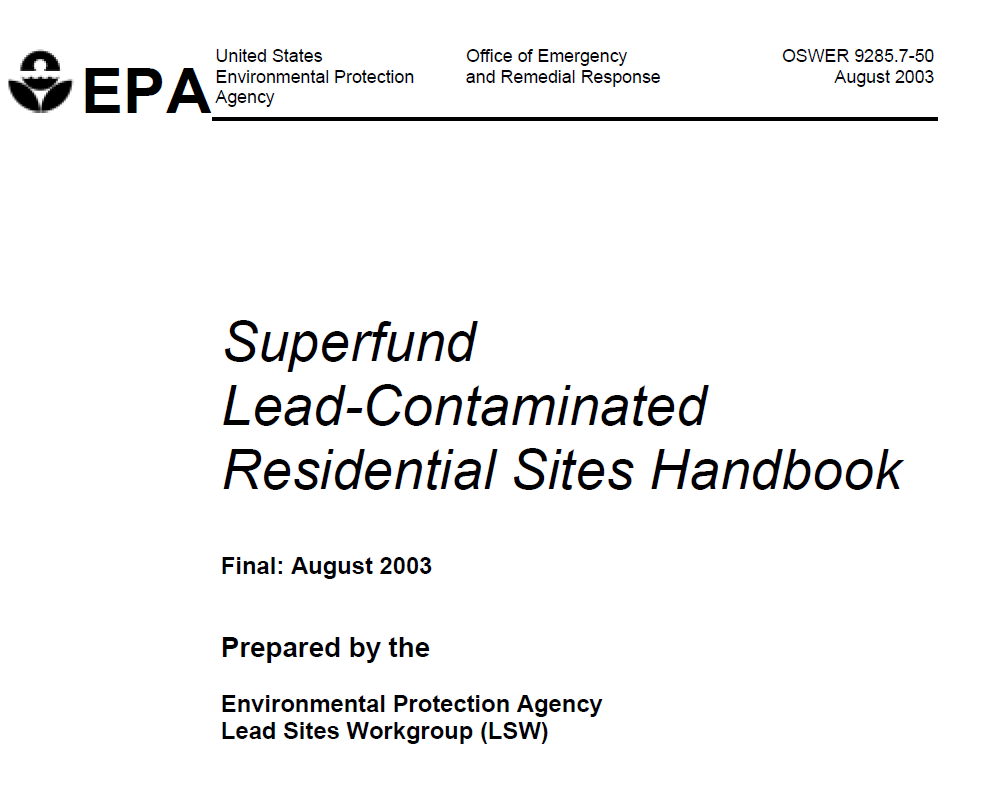 EPA
United States
Environmental Protection
Agency
Office of Emergency
and Remedial Response
OSWER 9285.7-50
August 2003
Superfund
Lead-Contaminated
Residential Sites Handbook
Final: August 2003
Prepared by the
Environmental Protection Agency
Lead Sites Workgroup (LSW)